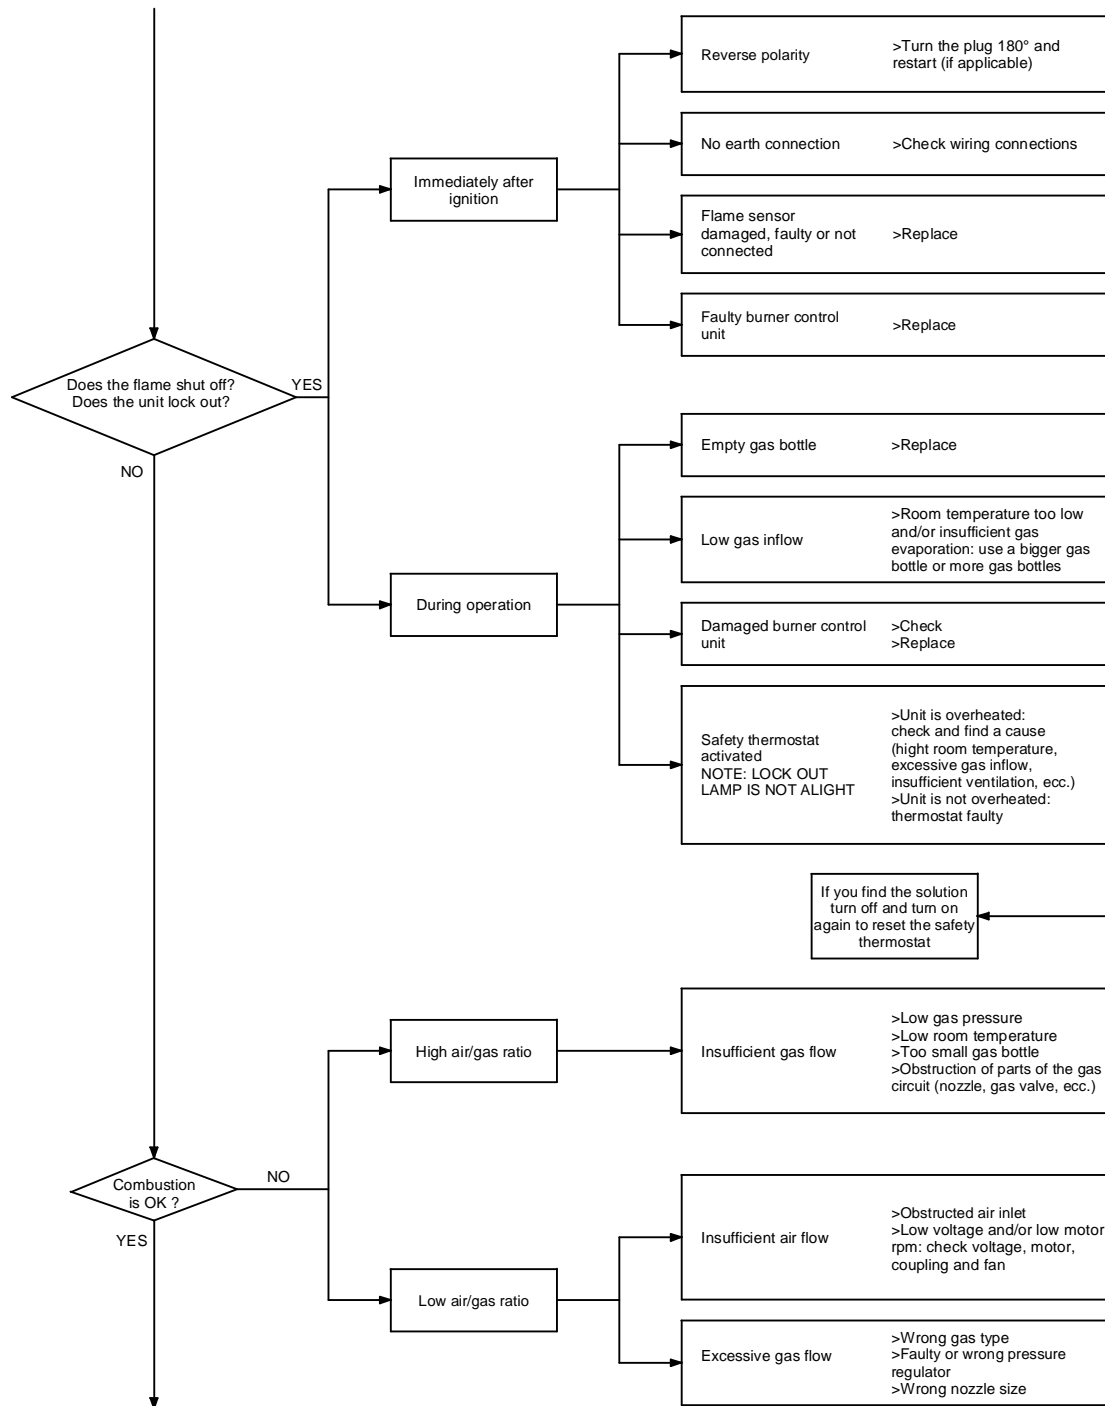 Reverse polarity
>Turn the plug 180° and
restart (if applicable)
No earth connection
>Check wiring connections
Immediately after
ignition
Flame sensor
damaged, faulty or not
connected
>Replace
Faulty burner control
unit
>Replace
Does the flame shut off?
Does the unit lock out?
YES
NO
Empty gas bottle
>Replace
Low gas inflow
>Room temperature too low
and/or insufficient gas
evaporation: use a bigger gas
bottle or more gas bottles
During operation
Damaged burner control
unit
>Check
>Replace
Safety thermostat
activated
NOTE: LOCK OUT
LAMP IS NOT ALIGHT
>Unit is overheated:
check and find a cause
(hight room temperature,
excessive gas inflow,
insufficient ventilation, ecc.)
>Unit is not overheated:
thermostat faulty
If you find the solution
turn off and turn on
again to reset the safety
thermostat
High air/gas ratio
Insufficient gas flow
>Low gas pressure
>Low room temperature
>Too small gas bottle
>Obstruction of parts of the gas
circuit (nozzle, gas valve, ecc.)
Combustion
is OK ?
NO
YES
Insufficient air flow
>Obstructed air inlet
>Low voltage and/or low motor
rpm: check voltage, motor,
coupling and fan
Low air/gas ratio
Excessive gas flow
>Wrong gas type
>Faulty or wrong pressure
regulator
>Wrong nozzle size